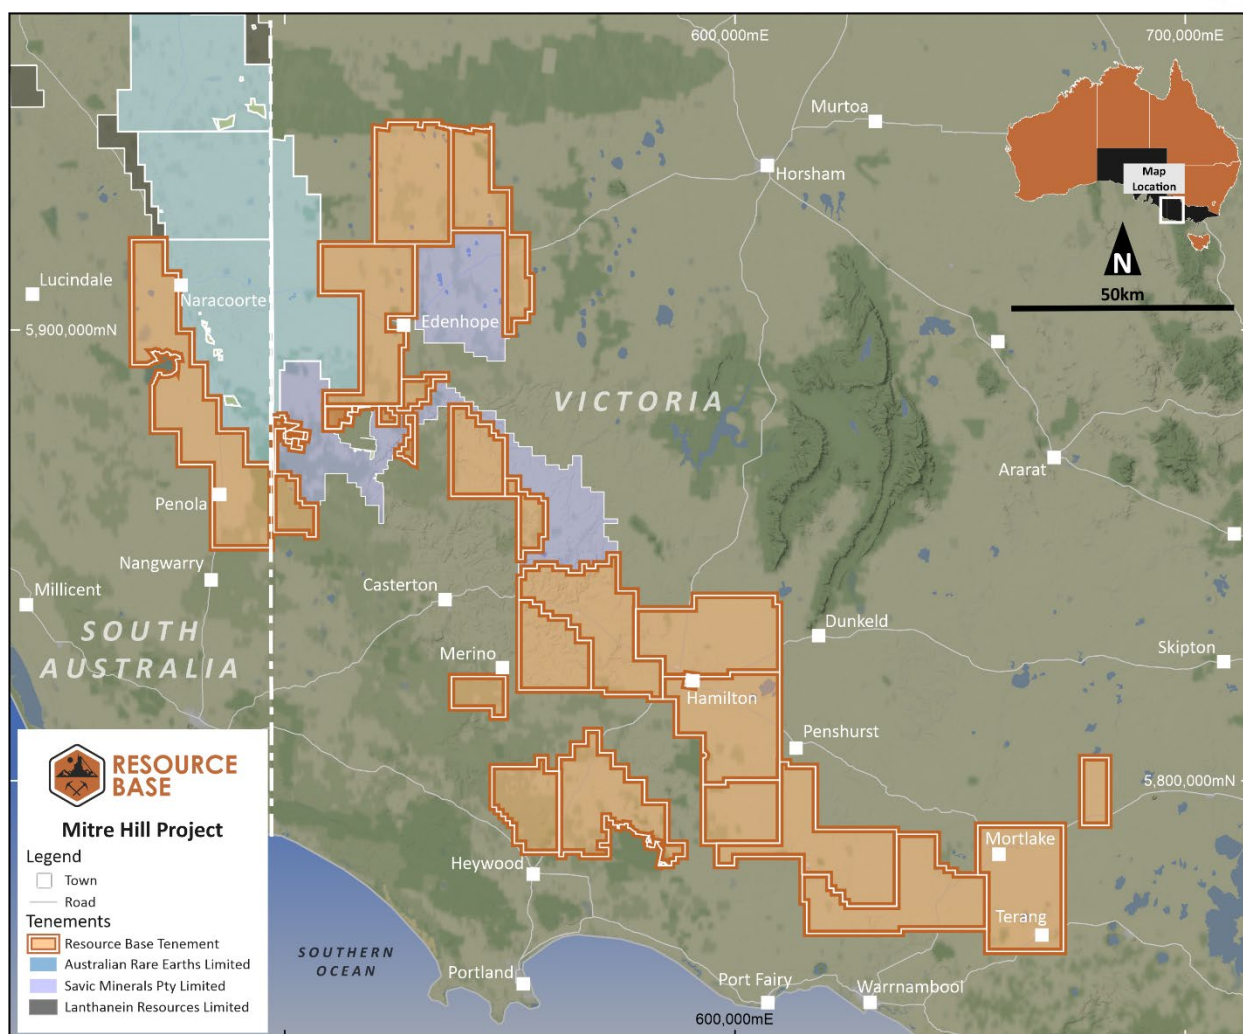 600,000mE
700,000mE
Murtoa
Horsham
Map
Location
N
50km
Lucindale
Naracoorte
5,900,000mN
Edenhope
VICTORIA
Ararat
Penola
Nangwarry
Millicent
Casterton
SOUTH
AUSTRALIA
Dunkeld
Merino
Skipton
Hamilton
Penshurst
5,800,000mN
Mortlake
Heywood
Terang
SOUTHERN
OCEAN
Portland
Port Fairy
Warrnambool
600,000mE
RESOURCE
BASE
Mitre Hill Project
Legend
Town
Road
Tenements
Resource Base Tenement
Australian Rare Earths Limited
Savic Minerals Pty Limited
Lanthanein Resources Limited